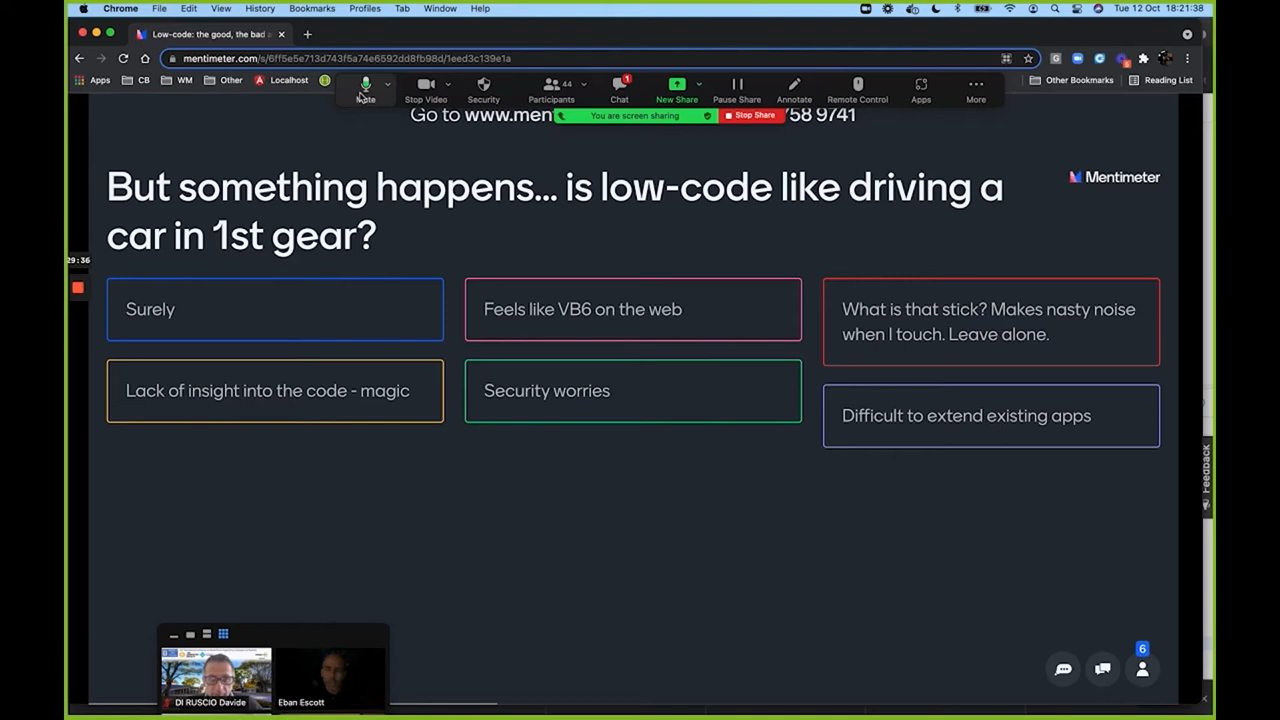 Chrome File Edit View History Bookmarks Profiles Tab Window Help Tue 12 Oct 18:21:38
Low-code: the good, the bad a
mentimeter.com/s/6ff5e5e713d743f5a74e6592dd8fb98d/1eed3c139e1a
Apps CB WM Other Localhost Other Bookmarks Reading List
44 1
Stop Video Security Participants Chat New Share Pause Share Annotate Remote Control Apps More
Go to www.men You are screen sharing Stop Share 758 9741
But something happens... is low-code like driving a
car in 1st gear?
Mentimeter
29:36
Surely
Feels like VB6 on the web
What is that stick? Makes nasty noise
when I touch. Leave alone.
Lack of insight into the code - magic
Security worries
Difficult to extend existing apps
Feedback
6
DI RUSCIO Davide Eban Escott